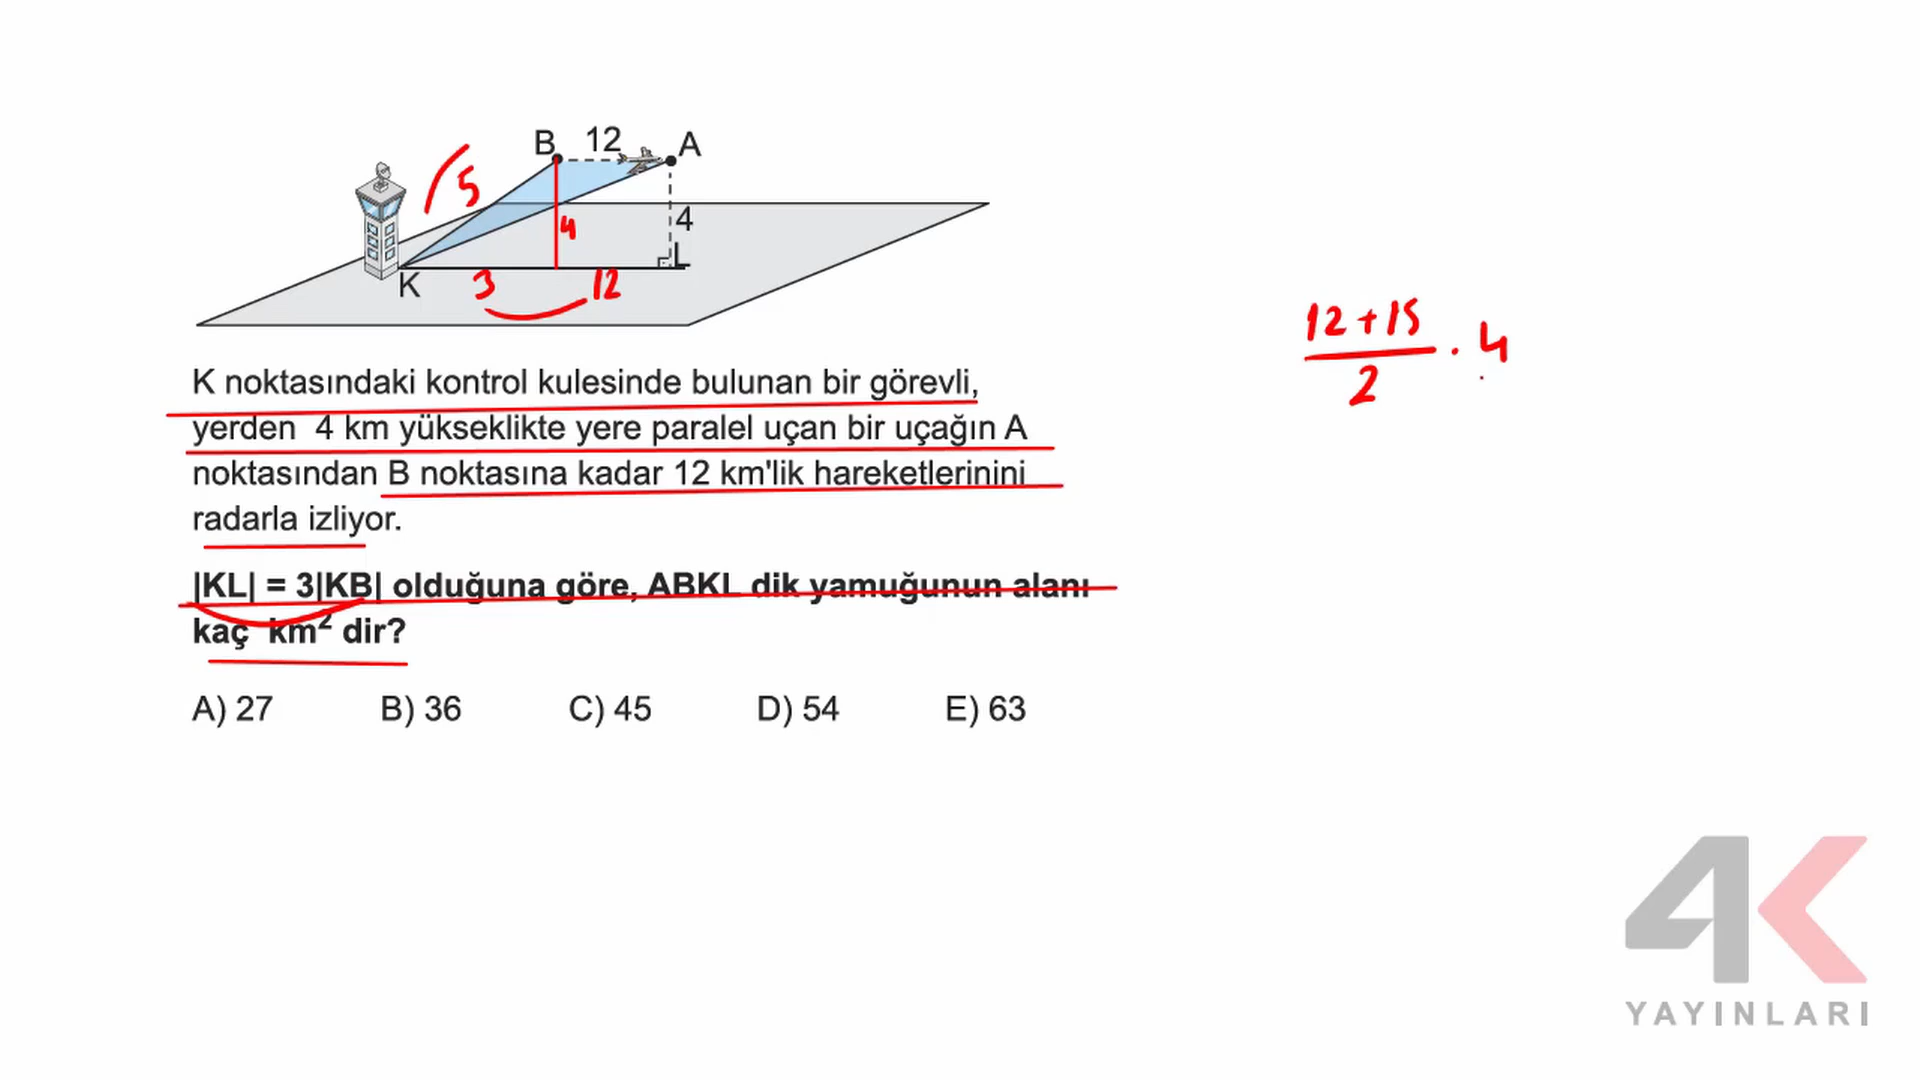 B 12 A
5
4
4
L
K 3 12
12+15
2
. 4
K noktasındaki kontrol kulesinde bulunan bir görevli,
yerden 4 km yükseklikte yere paralel uçan bir uçağın A
noktasından B noktasına kadar 12 km'lik hareketlerinini
radarla izliyor.
|KL| = 3|KB| olduğuna göre, ABKL dik yamuğunun alanı
kaç km² dir?
A) 27 B) 36 C) 45 D) 54 E) 63
4K
YAYINLARI